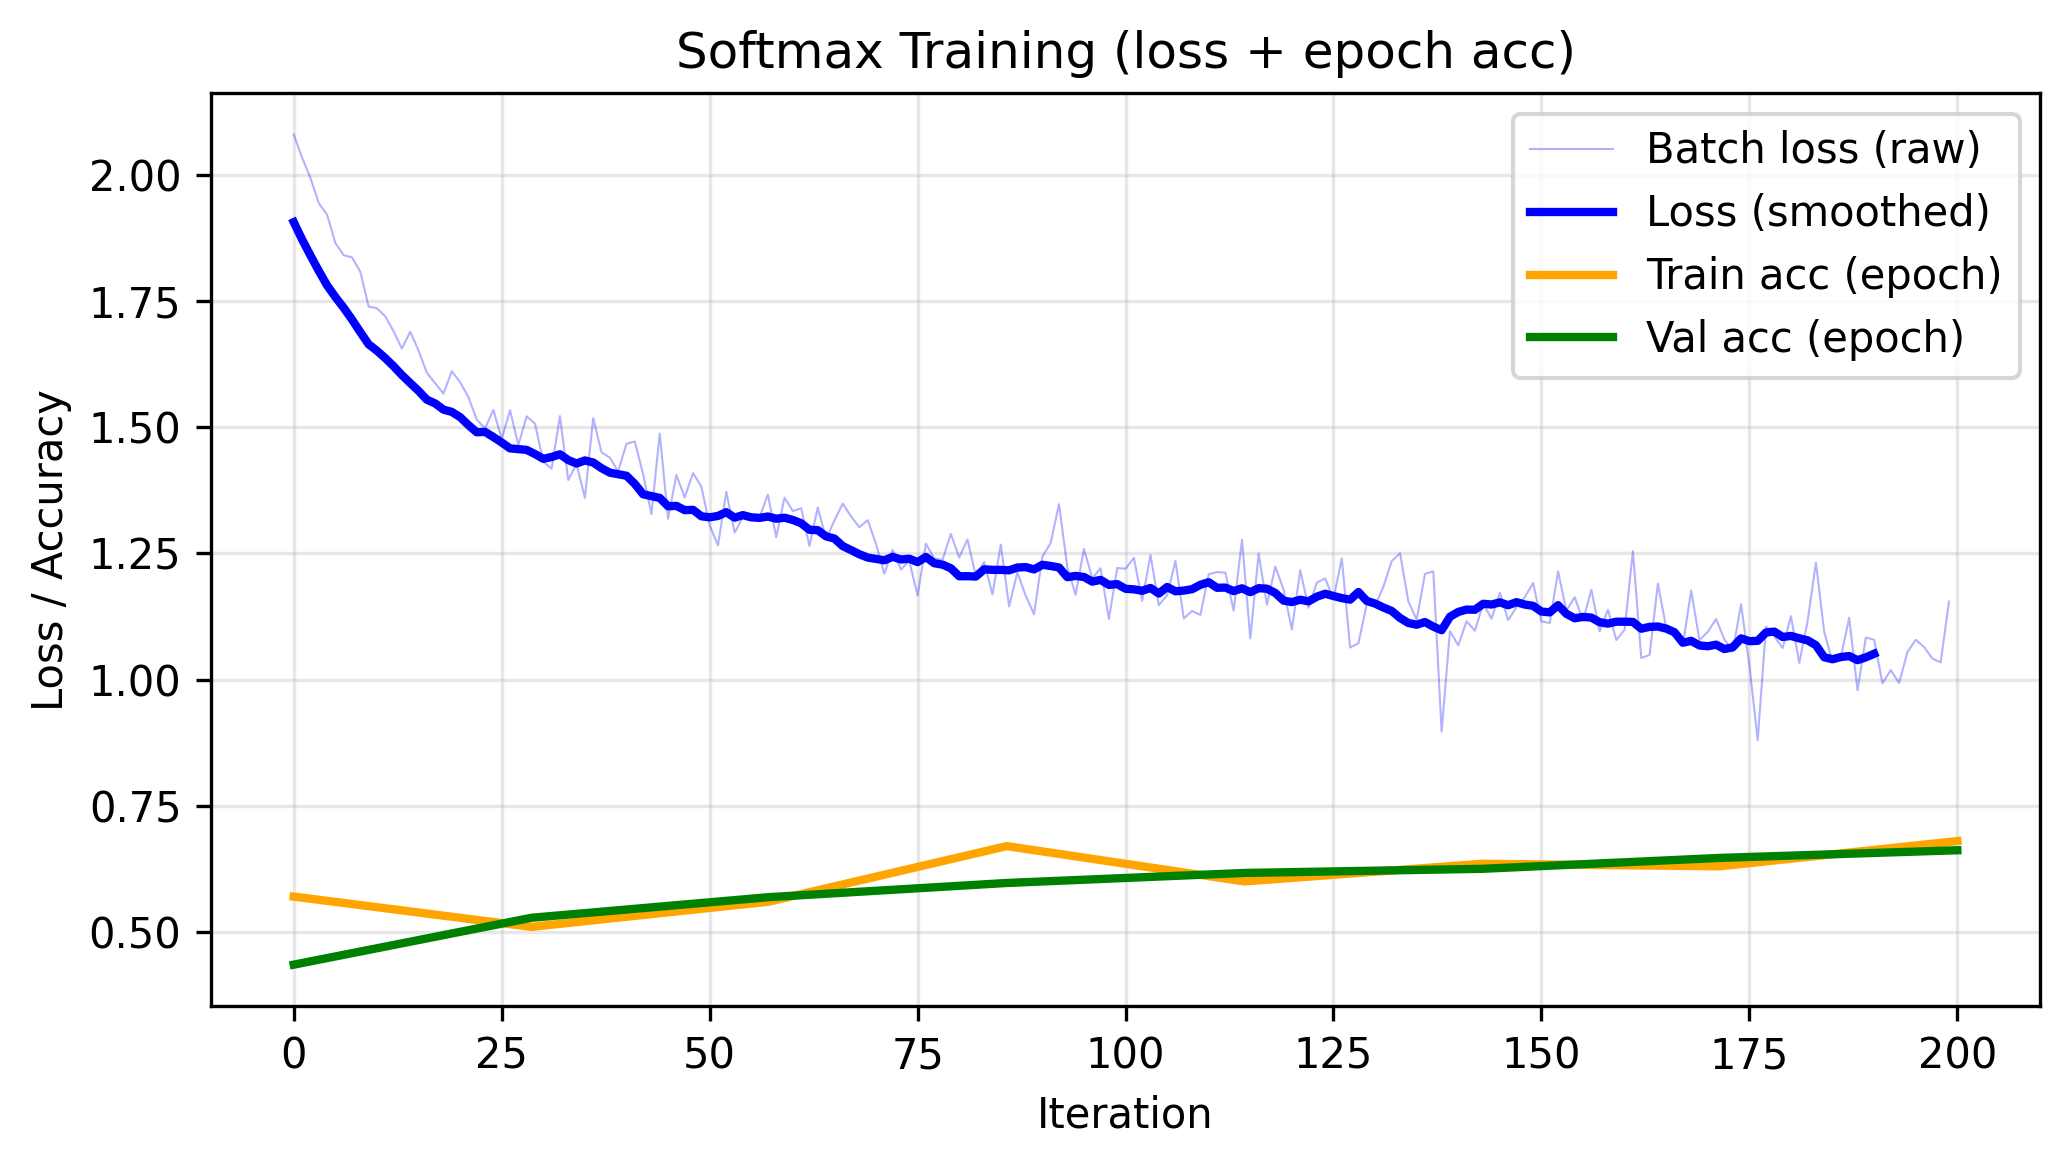 Softmax Training (loss + epoch acc)
Batch loss (raw)
Loss (smoothed)
Train acc (epoch)
Val acc (epoch)
Loss / Accuracy
2.00
1.75
1.50
1.25
1.00
0.75
0.50
0 25 50 75 100 125 150 175 200
Iteration